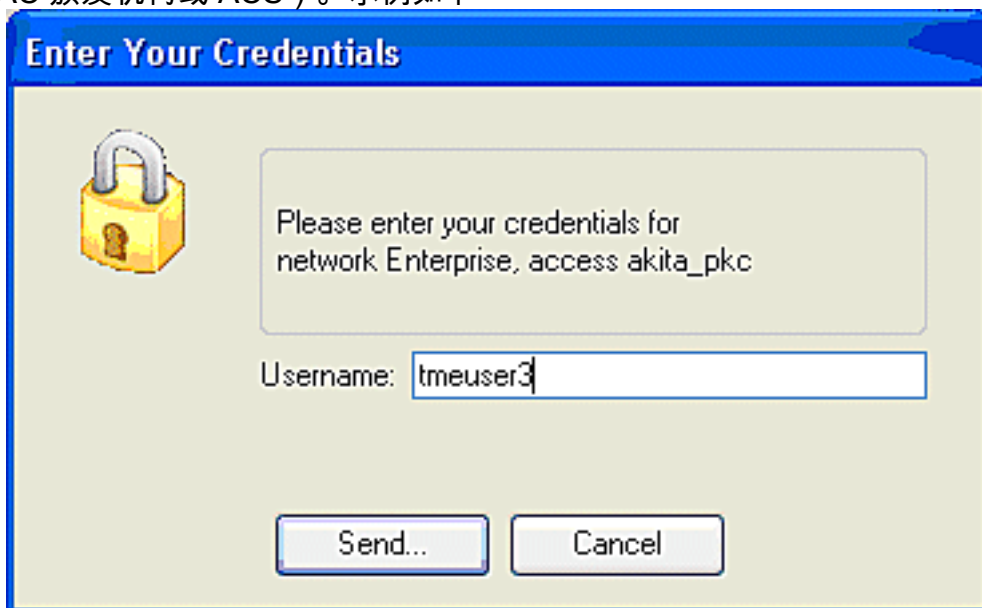 Enter Your Credentials
Please enter your credentials for
network Enterprise, access akita_pkc
Username: tmeuser3
Send...
Cancel